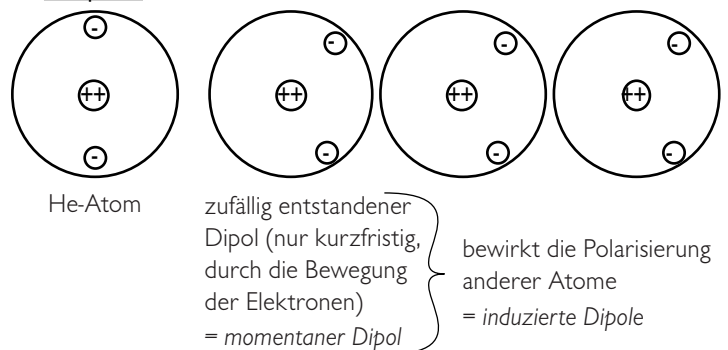 -
++
-
-
++
-
-
++
-
-
++
-
He-Atom
zufällig entstandener
Dipol (nur kurzfristig,
durch die Bewegung
der Elektronen)
= momentaner Dipol
bewirkt die Polarisierung
anderer Atome
= induzierte Dipole